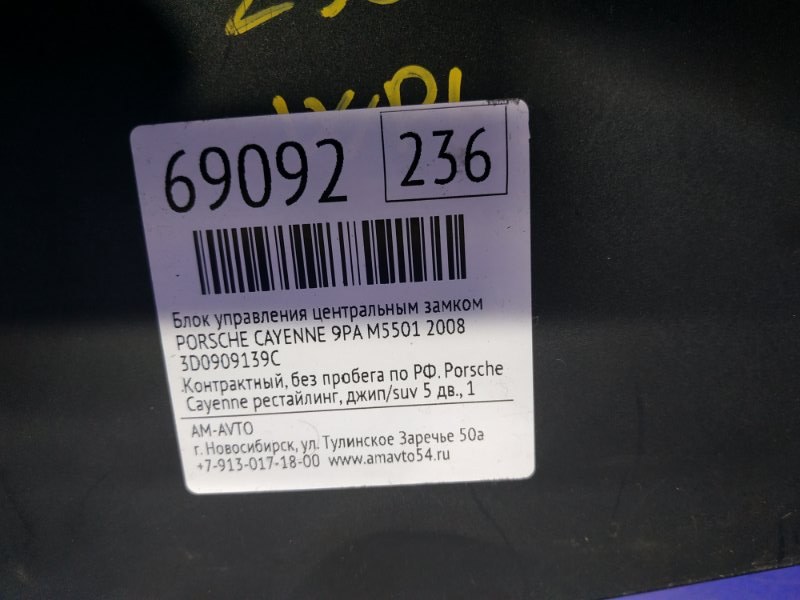 69092 236
Блок управления центральным замком
PORSCHE CAYENNE 9PA M5501 2008
3D0909139C
Контрактный, без пробега по РФ. Porsche
Cayenne рестайлинг, джип/suv 5 дв., 1
AM-AVTO
г. Новосибирск, ул. Тулинское Заречье 50а
+7-913-017-18-00 www.amavto54.ru